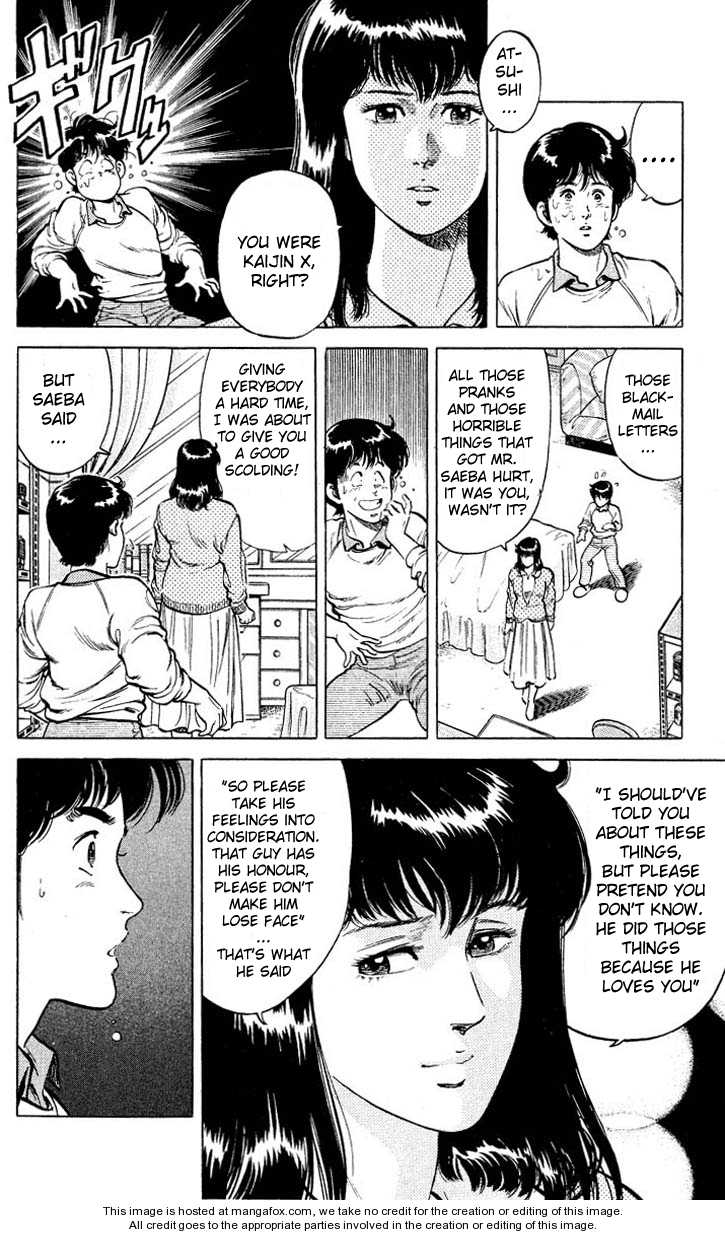 AT-
SU-
SHI
...
....
YOU WERE
KAIJIN X,
RIGHT?
ギクッ
THOSE
BLACK-
MAIL
LETTERS
...
ALL THOSE
PRANKS
AND THOSE
HORRIBLE
THINGS THAT
GOT MR.
SAEBA HURT,
IT WAS YOU,
WASN'T IT?
GIVING
EVERYBODY
A HARD TIME,
I WAS ABOUT
TO GIVE YOU
A GOOD
SCOLDING!
BUT
SAEBA
SAID
...
"I SHOULD'VE
TOLD YOU
ABOUT THESE
THINGS,
BUT PLEASE
PRETEND YOU
DON'T KNOW.
HE DID THOSE
THINGS
BECAUSE HE
LOVES YOU"
"SO PLEASE
TAKE HIS
FEELINGS INTO
CONSIDERATION.
THAT GUY HAS
HIS HONOUR,
PLEASE DON'T
MAKE HIM
LOSE FACE"
...
THAT'S WHAT
HE SAID
This image is hosted at mangafox.com, we take no credit for the creation or editing of this image.
All credit goes to the appropriate parties involved in the creation or editing of this image.